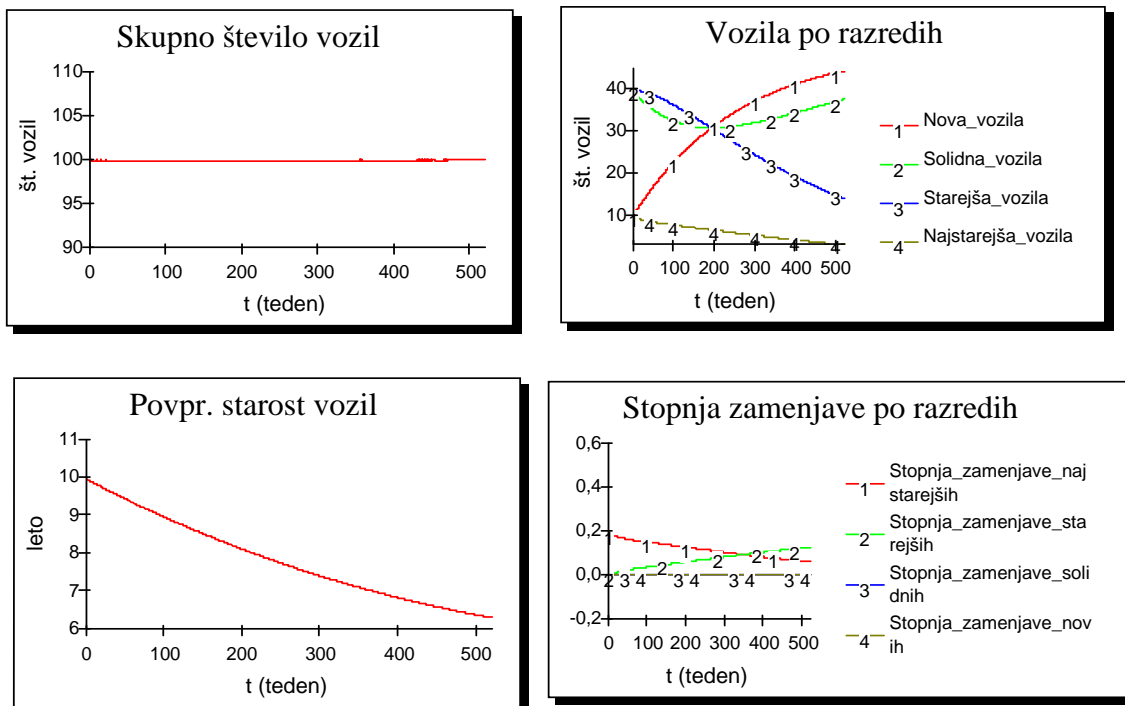 Skupno število vozil
110
105
100
95
90
št. vozil
0 100 200 300 400 500
t (teden)
Vozila po razredih
40
30
20
10
št. vozil
0 100 200 300 400 500
t (teden)
1 Nova_vozila
2 Solidna_vozila
3 Starejša_vozila
4 Najstarejša_vozila
Povpr. starost vozil
11
10
9
8
7
6
leto
0 100 200 300 400 500
t (teden)
Stopnja zamenjave po razredih
0,6
0,4
0,2
0,0
-0,2
0 100 200 300 400 500
t (teden)
Stopnja_zamenjave_naj
1 starejših
Stopnja_zamenjave_sta
2 rejših
Stopnja_zamenjave_soli
3 dnih
Stopnja_zamenjave_nov
4 ih